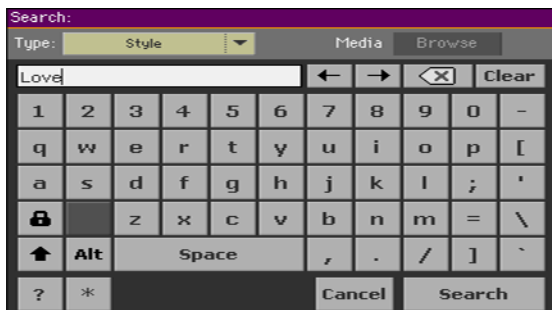 Search:
Type: Style Media Browse
Love Clear
1 2 3 4 5 6 7 8 9 0 -
q w e r t y u i o p [
a s d f g h j k l ; '
z x c v b n m = \
Alt Space , . / ] `
? * Cancel Search